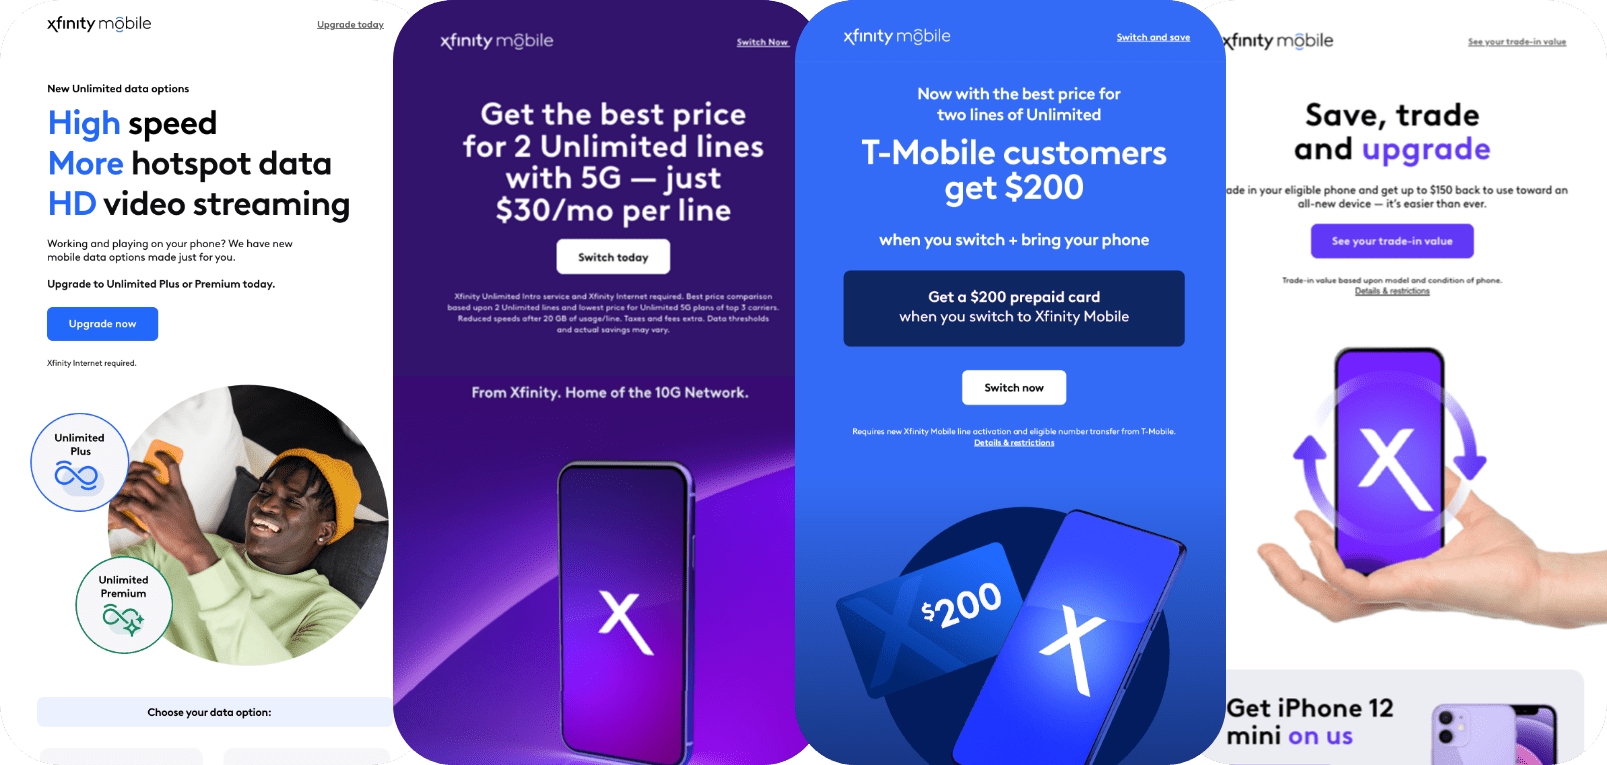 xfinity mobile
Upgrade today
New Unlimited data options
High speed
More hotspot data
HD video streaming
Working and playing on your phone? We have new
mobile data options made just for you.
Upgrade to Unlimited Plus or Premium today.
Upgrade now
Xfinity Internet required.
Unlimited
Plus
Unlimited
Premium
Choose your data option:
xfinity mobile
Switch Now
Get the best price
for 2 Unlimited lines
with 5G — just
$30/mo per line
Switch today
Xfinity Unlimited Intro service and Xfinity Internet required. Best price comparison
based upon 2 Unlimited lines and lowest price for Unlimited 5G plans of top 3 carriers.
Reduced speeds after 20 GB of usage/line. Taxes and fees extra. Data thresholds
and actual savings may vary.
From Xfinity. Home of the 10G Network.
X
xfinity mobile
Switch and save
Now with the best price for
two lines of Unlimited
T-Mobile customers
get $200
when you switch + bring your phone
Get a $200 prepaid card
when you switch to Xfinity Mobile
Switch now
Requires new Xfinity Mobile line activation and eligible number transfer from T-Mobile.
Details & restrictions
$200
X
xfinity mobile
See your trade-in value
Save, trade
and upgrade
ade in your eligible phone and get up to $150 back to use toward an
all-new device — it's easier than ever.
See your trade-in value
Trade-in value based upon model and condition of phone.
Details & restrictions
X
Get iPhone 12
mini on us